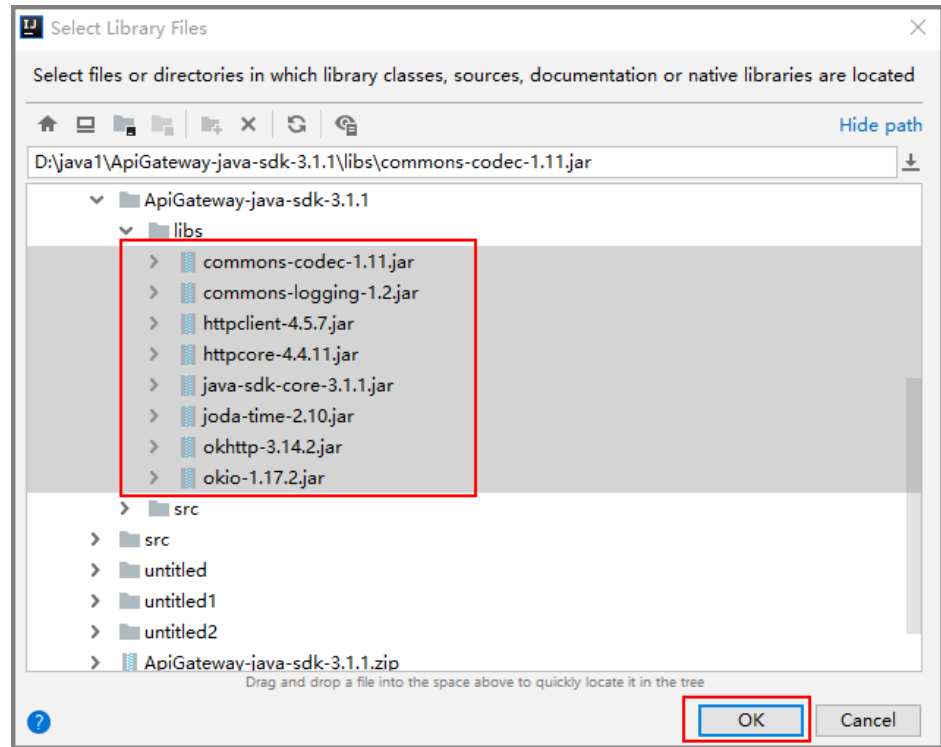 Select Library Files
Select files or directories in which library classes, sources, documentation or native libraries are located
Hide path
D:\java1\ApiGateway-java-sdk-3.1.1\libs\commons-codec-1.11.jar
ApiGateway-java-sdk-3.1.1
libs
commons-codec-1.11.jar
commons-logging-1.2.jar
httpclient-4.5.7.jar
httpcore-4.4.11.jar
java-sdk-core-3.1.1.jar
joda-time-2.10.jar
okhttp-3.14.2.jar
okio-1.17.2.jar
src
src
untitled
untitled1
untitled2
ApiGateway-java-sdk-3.1.1.zip
Drag and drop a file into the space above to quickly locate it in the tree
? OK Cancel